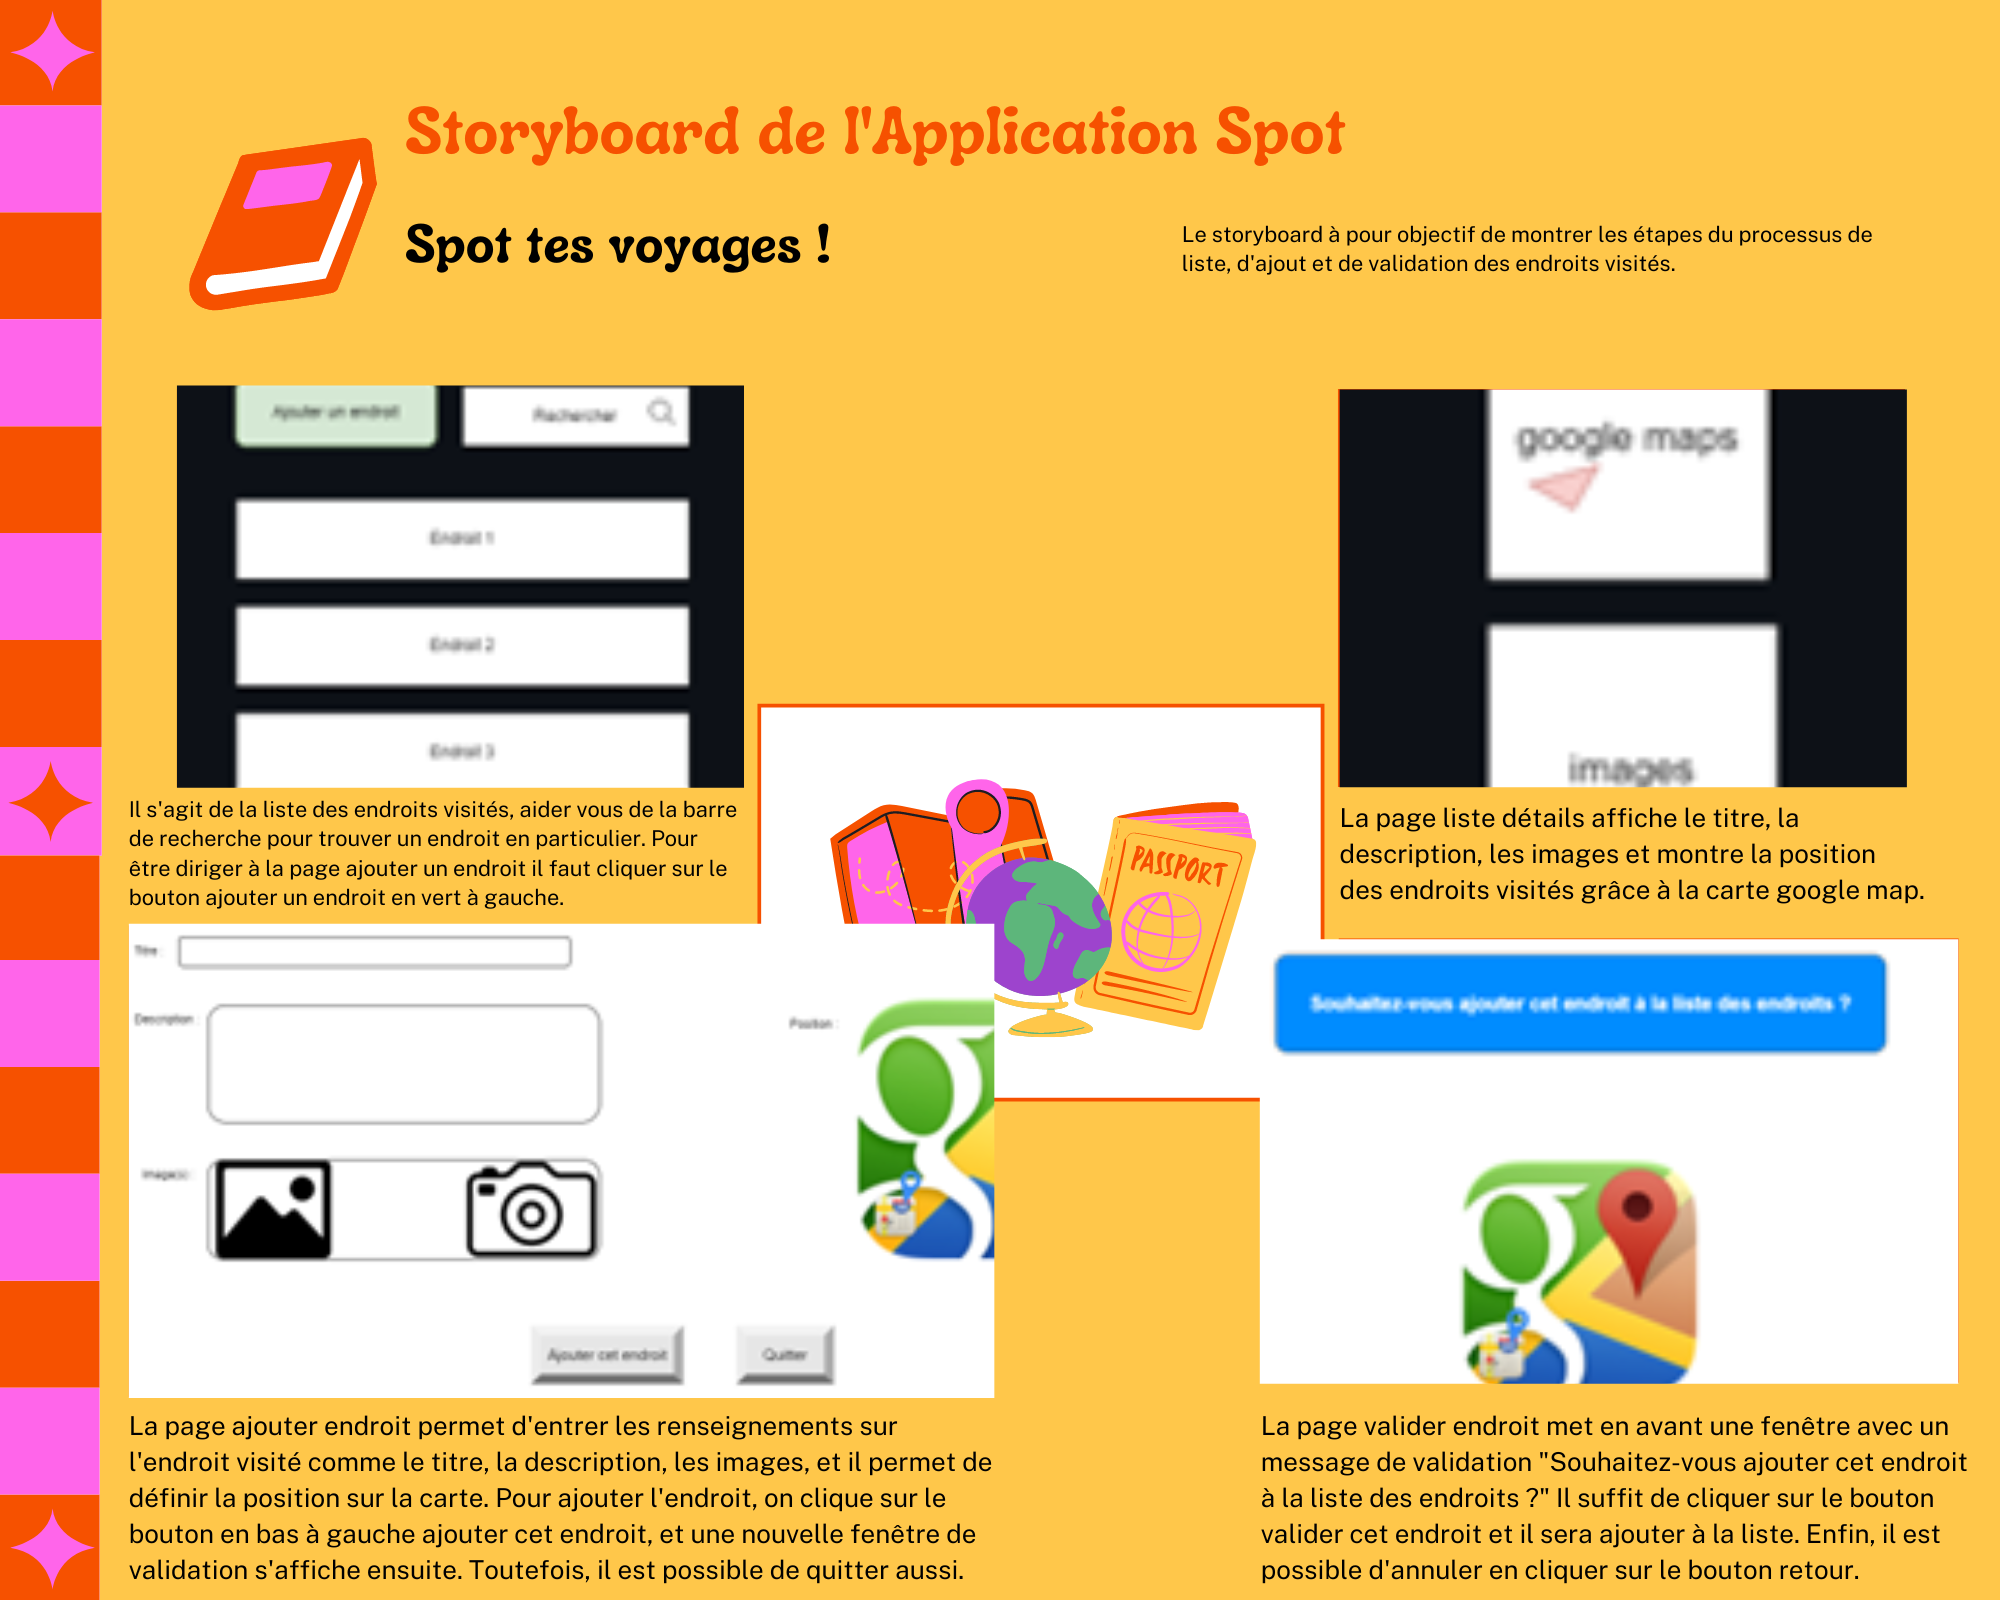 Storyboard de l'Application Spot
Spot tes voyages !
Le storyboard à pour objectif de montrer les étapes du processus de
liste, d'ajout et de validation des endroits visités.
Ajouter un endroit
Rechercher
Endroit 1
Endroit 2
Endroit 3
google maps
images
Il s'agit de la liste des endroits visités, aider vous de la barre
de recherche pour trouver un endroit en particulier. Pour
être diriger à la page ajouter un endroit il faut cliquer sur le
bouton ajouter un endroit en vert à gauche.
PASSPORT
La page liste détails affiche le titre, la
description, les images et montre la position
des endroits visités grâce à la carte google map.
Titre :
Description :
Position :
Image(s) :
Ajouter cet endroit
Quitter
Souhaitez-vous ajouter cet endroit à la liste des endroits ?
La page ajouter endroit permet d'entrer les renseignements sur
l'endroit visité comme le titre, la description, les images, et il permet de
définir la position sur la carte. Pour ajouter l'endroit, on clique sur le
bouton en bas à gauche ajouter cet endroit, et une nouvelle fenêtre de
validation s'affiche ensuite. Toutefois, il est possible de quitter aussi.
La page valider endroit met en avant une fenêtre avec un
message de validation "Souhaitez-vous ajouter cet endroit
à la liste des endroits ?" Il suffit de cliquer sur le bouton
valider cet endroit et il sera ajouter à la liste. Enfin, il est
possible d'annuler en cliquer sur le bouton retour.